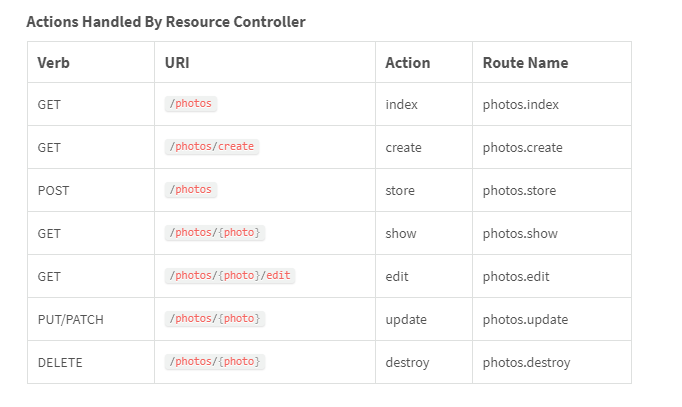 Actions Handled By Resource Controller
Verb URI Action Route Name
GET /photos index photos.index
GET /photos/create create photos.create
POST /photos store photos.store
GET /photos/{photo} show photos.show
GET /photos/{photo}/edit edit photos.edit
PUT/PATCH /photos/{photo} update photos.update
DELETE /photos/{photo} destroy photos.destroy